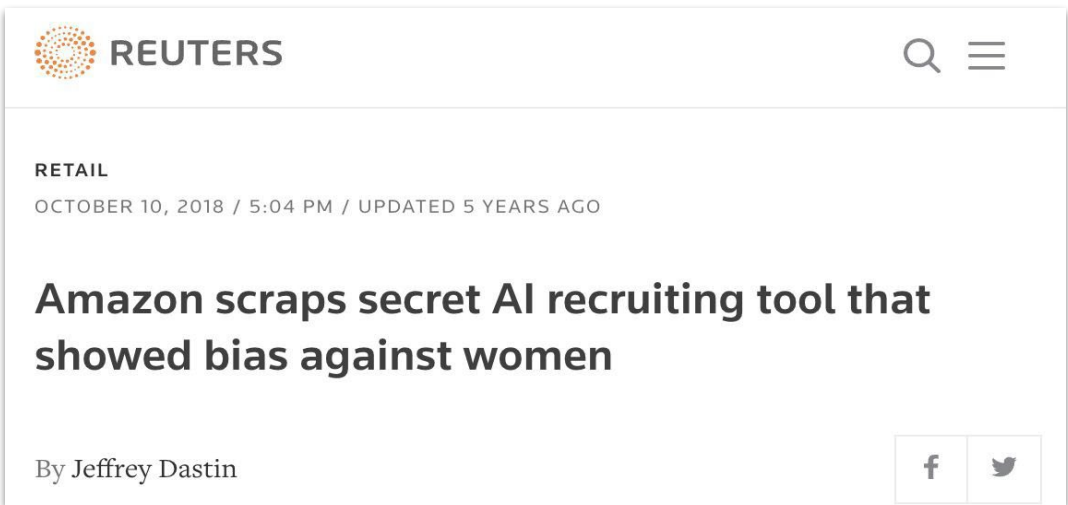 REUTERS
RETAIL
OCTOBER 10, 2018 / 5:04 PM / UPDATED 5 YEARS AGO
Amazon scraps secret AI recruiting tool that
showed bias against women
By Jeffrey Dastin